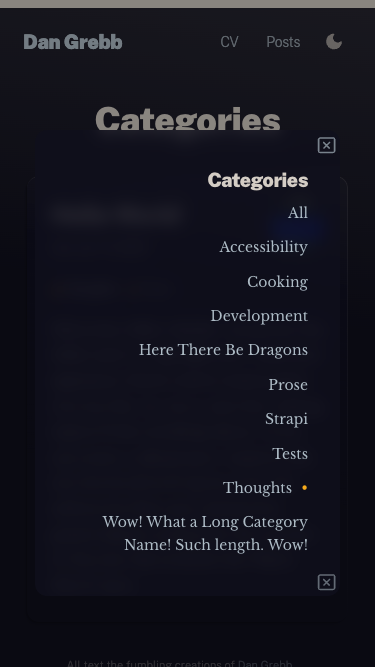 Dan Grebb
CV
Posts
Categories
Categories
All
Accessibility
Cooking
Development
Here There Be Dragons
Prose
Strapi
Tests
Thoughts
Wow! What a Long Category
Name! Such length. Wow!
All text the fumbling creations of Dan Grebb